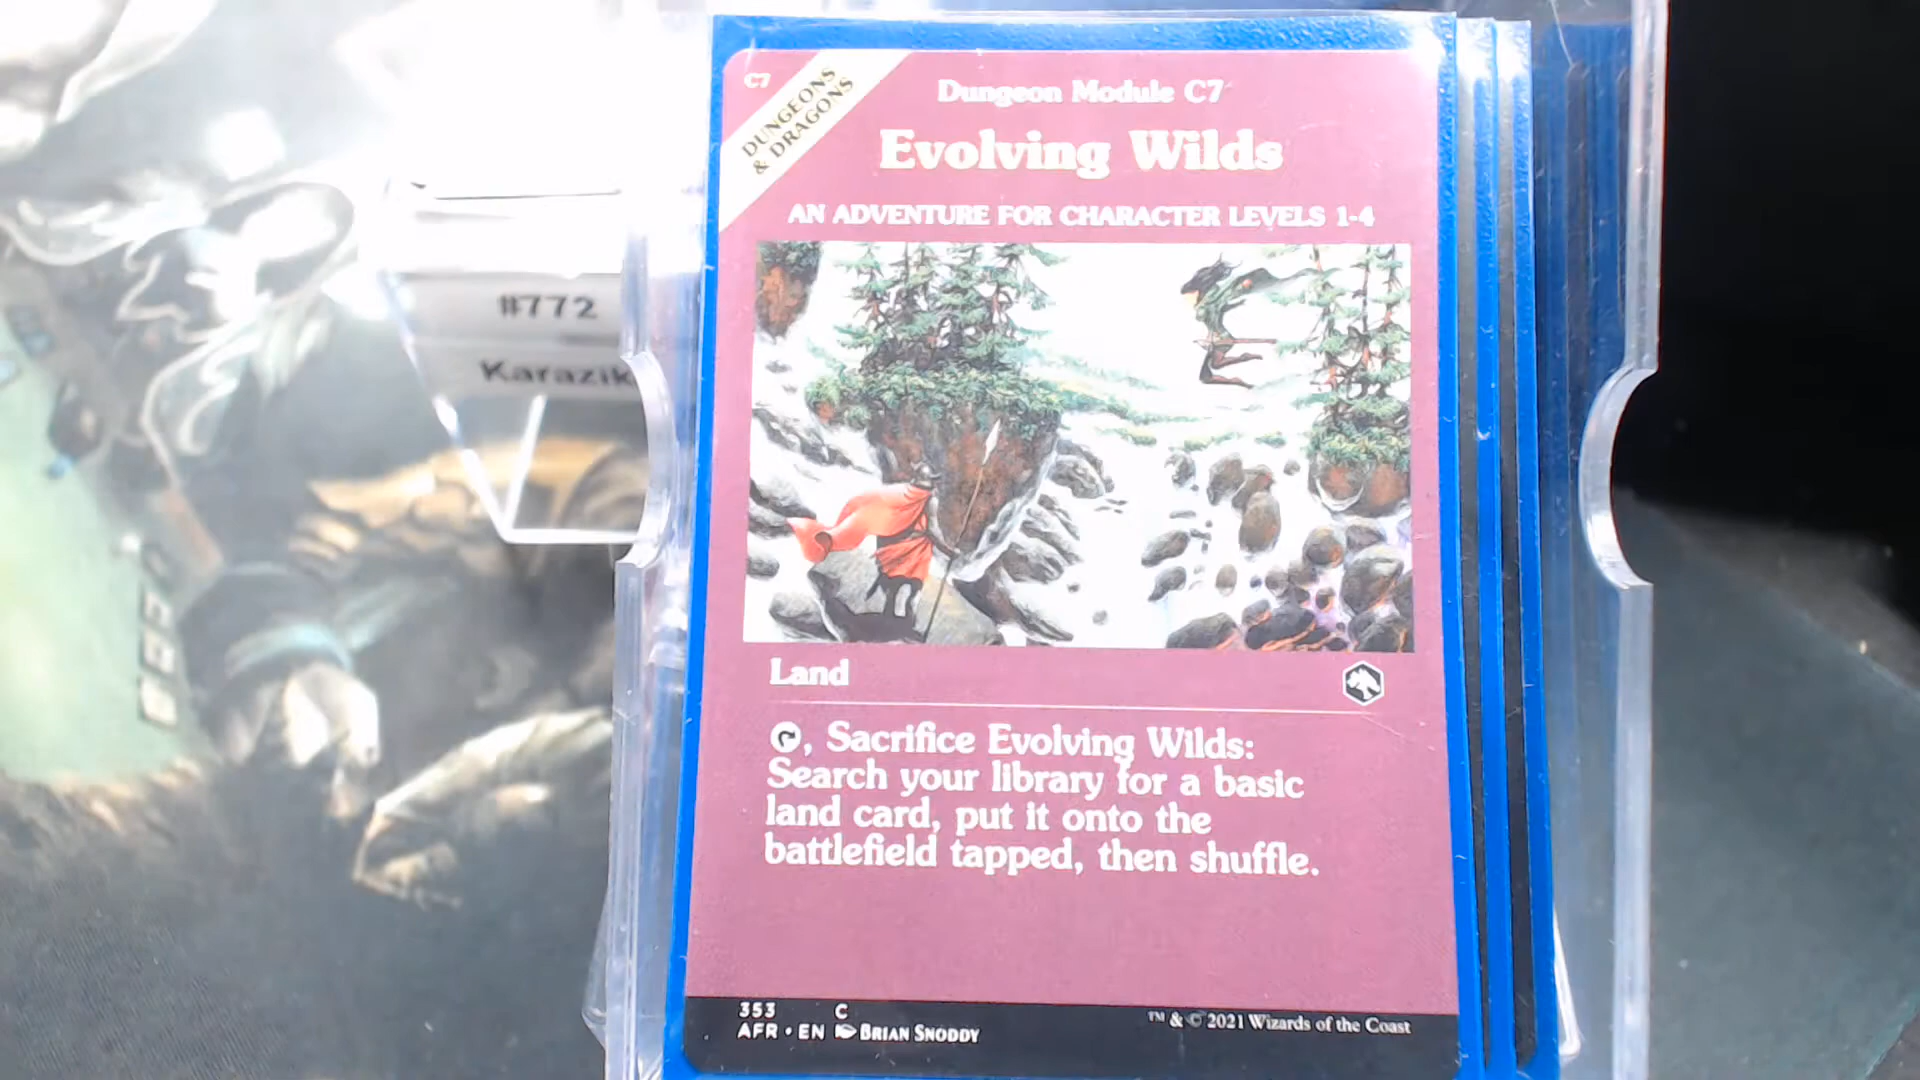 C7
DUNGEONS
& DRAGONS
Dungeon Module C7
Evolving Wilds
AN ADVENTURE FOR CHARACTER LEVELS 1-4
#772
Karazik
Land
, Sacrifice Evolving Wilds:
Search your library for a basic
land card, put it onto the
battlefield tapped, then shuffle.
353 C
AFR • EN BRIAN SNODDY
™ & © 2021 Wizards of the Coast